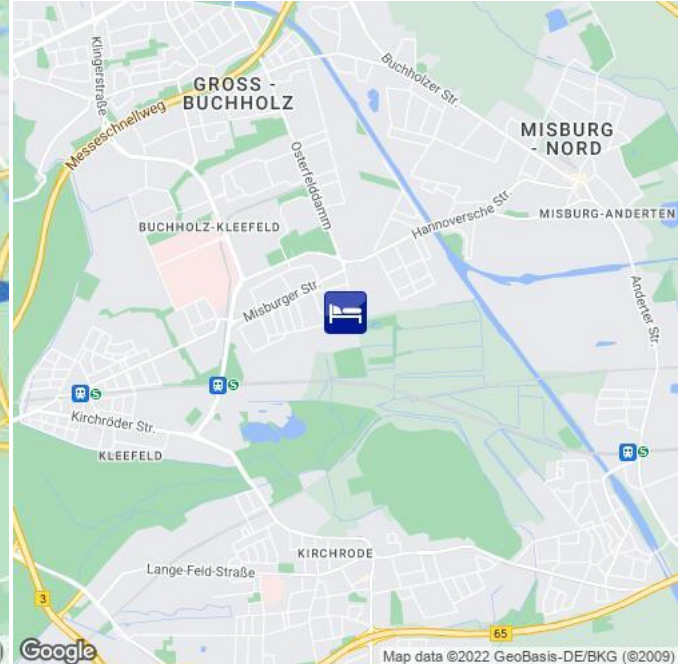 Klingerstraße
GROSS -
BUCHHOLZ
Buchholzer Str.
MISBURG
- NORD
Messeschnellweg
Osterfelddamm
Hannoversche Str.
MISBURG-ANDERTEN
BUCHHOLZ-KLEEFELD
Misburger Str.
Anderter Str.
S
S
Kirchröder Str.
KLEEFELD
S
KIRCHRODE
Lange-Feld-Straße
3
65
)
Google
Map data ©2022 GeoBasis-DE/BKG (©2009)